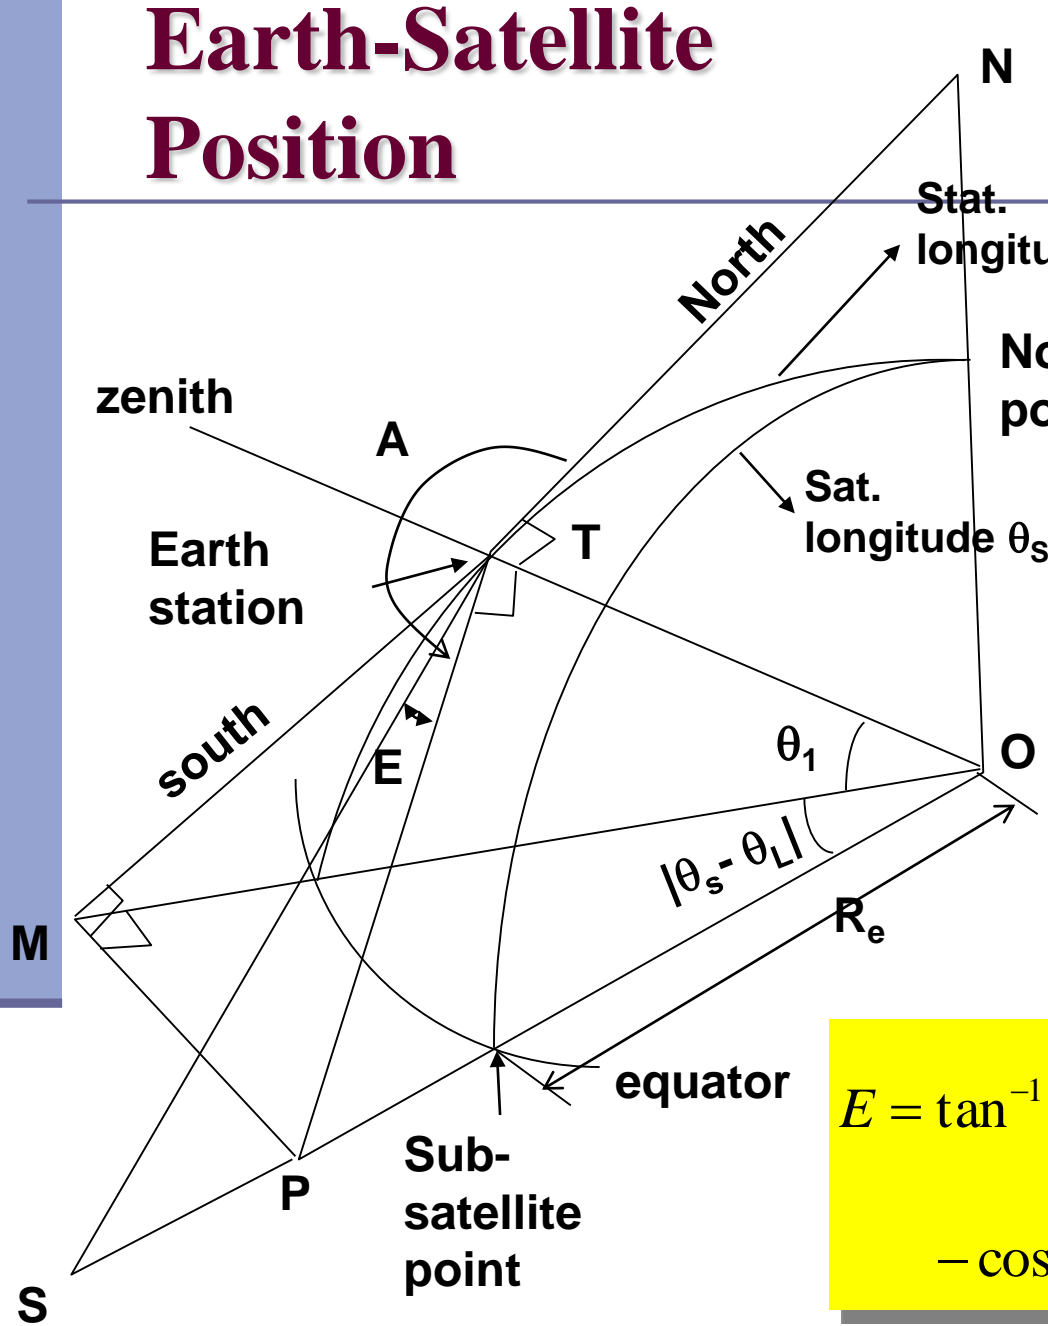 Earth-Satellite
Position
N
Stat.
North
zenith
A
Sat.
longitude θS
Earth
station
T
south
E
θ1
O
|θs- θL|
Re
M
equator
P
Sub-
satellite
point
S
E = tan−1
− cos